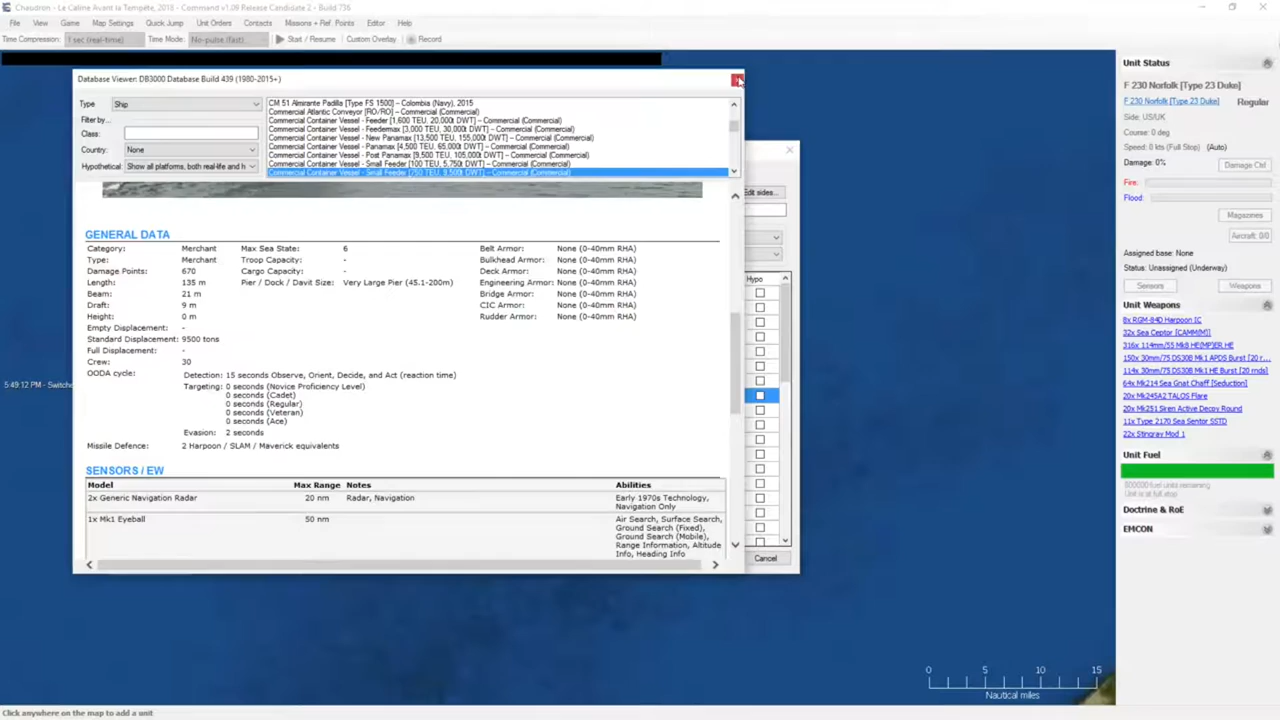 Chaudron - Le Caline Avant la Tempête, 2018 - Command v1.09 Release Candidate 2 - Build 736
File View Game Map Settings Quick Jump Unit Orders Contacts Missions + Ref. Points Editor Help
Time Compression: 1 sec (real-time) Time Mode: No-pulse (fast) Start / Resume Custom Overlay Record
Database Viewer: DB3000 Database Build 439 (1980-2015+)
Type Ship
Filter by...
Class:
Country: None
Hypothetical: Show all platforms, both real-life and h
CM 51 Almirante Padilla [Type FS 1500] – Colombia (Navy), 2015
Commercial Atlantic Conveyor [RO/RO] – Commercial (Commercial)
Commercial Container Vessel - Feeder [1,600 TEU, 20,000t DWT] – Commercial (Commercial)
Commercial Container Vessel - Feedermax [3,000 TEU, 30,000t DWT] – Commercial (Commercial)
Commercial Container Vessel - New Panamax [13,500 TEU, 155,000t DWT] – Commercial (Commercial)
Commercial Container Vessel - Panamax [4,500 TEU, 65,000t DWT] – Commercial (Commercial)
Commercial Container Vessel - Post Panamax [9,500 TEU, 105,000t DWT] – Commercial (Commercial)
Commercial Container Vessel - Small Feeder [100 TEU, 5,750t DWT] – Commercial (Commercial)
Commercial Container Vessel - Small Feeder [750 TEU, 9,500t DWT] – Commercial (Commercial)
GENERAL DATA
Category: Merchant Max Sea State: 6 Belt Armor: None (0-40mm RHA)
Type: Merchant Troop Capacity: - Bulkhead Armor: None (0-40mm RHA)
Damage Points: 670 Cargo Capacity: - Deck Armor: None (0-40mm RHA)
Length: 135 m Pier / Dock / Davit Size: Very Large Pier (45.1-200m) Engineering Armor: None (0-40mm RHA)
Beam: 21 m Bridge Armor: None (0-40mm RHA)
Draft: 9 m CIC Armor: None (0-40mm RHA)
Height: 0 m Rudder Armor: None (0-40mm RHA)
Empty Displacement: -
Standard Displacement: 9500 tons
Full Displacement: -
Crew: 30
OODA cycle: Detection: 15 seconds Observe, Orient, Decide, and Act (reaction time)
Targeting: 0 seconds (Novice Proficiency Level)
0 seconds (Cadet)
0 seconds (Regular)
0 seconds (Veteran)
0 seconds (Ace)
Evasion: 2 seconds
Missile Defence: 2 Harpoon / SLAM / Maverick equivalents
SENSORS / EW
Model Max Range Notes Abilities
2x Generic Navigation Radar 20 nm Radar, Navigation Early 1970s Technology,
Navigation Only
1x Mk1 Eyeball 50 nm Air Search, Surface Search,
Ground Search (Fixed),
Ground Search (Mobile),
Range Information, Altitude
Info, Heading Info
Edit sides...
Hypo
Cancel
5:49:12 PM - Switche
0 5 10 15
Nautical miles
Click anywhere on the map to add a unit
Unit Status
F 230 Norfolk [Type 23 Duke]
F 230 Norfolk [Type 23 Duke] Regular
Side: US/UK
Course: 0 deg
Speed: 0 kts (Full Stop) (Auto)
Damage: 0% Damage Ctrl
Fire:
Flood:
Magazines
Aircraft: 0/0
Assigned base: None
Status: Unassigned (Underway)
Sensors Weapons
Unit Weapons
8x RGM-84D Harpoon IC
32x Sea Ceptor [CAMM(M)]
316x 114mm/55 Mk8 HE(MP)ER HE
150x 30mm/75 DS30B Mk1 APDS Burst [20 r...
114x 30mm/75 DS30B Mk1 HE Burst [20 rnds]
64x Mk214 Sea Gnat Chaff [Seduction]
20x Mk245A2 TALOS Flare
20x Mk251 Siren Active Decoy Round
11x Type 2170 Sea Sentor SSTD
22x Stingray Mod 1
Unit Fuel
800000 fuel units remaining
Unit is at full stop
Doctrine & RoE
EMCON